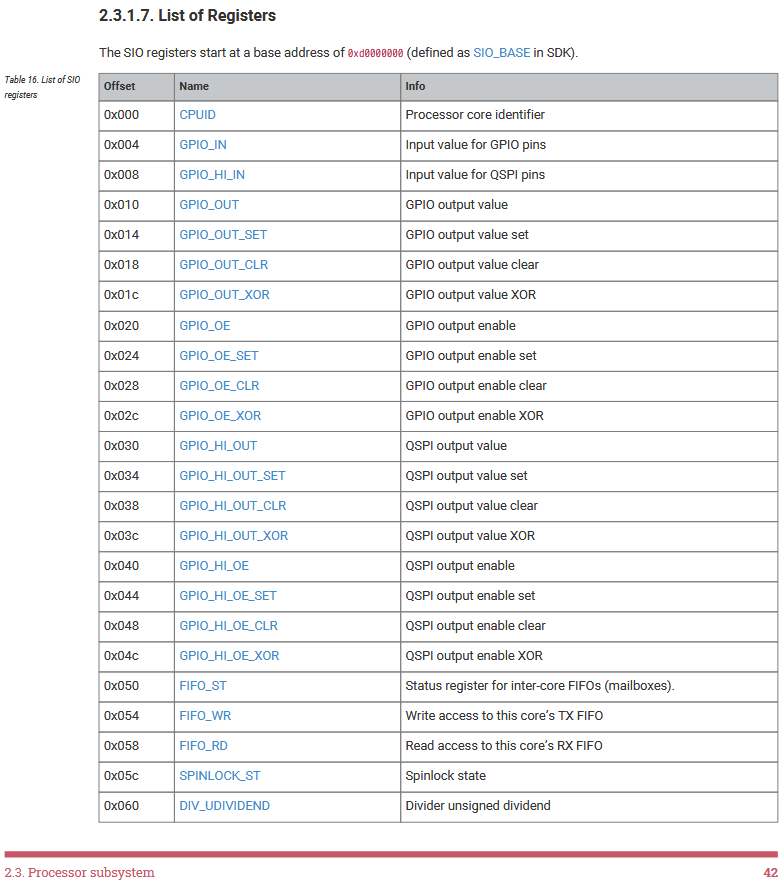 2.3.1.7. List of Registers
The SIO registers start at a base address of 0xd0000000 (defined as SIO_BASE in SDK).
Table 16. List of SIO
registers
Offset Name Info
0x000 CPUID Processor core identifier
0x004 GPIO_IN Input value for GPIO pins
0x008 GPIO_HI_IN Input value for QSPI pins
0x010 GPIO_OUT GPIO output value
0x014 GPIO_OUT_SET GPIO output value set
0x018 GPIO_OUT_CLR GPIO output value clear
0x01c GPIO_OUT_XOR GPIO output value XOR
0x020 GPIO_OE GPIO output enable
0x024 GPIO_OE_SET GPIO output enable set
0x028 GPIO_OE_CLR GPIO output enable clear
0x02c GPIO_OE_XOR GPIO output enable XOR
0x030 GPIO_HI_OUT QSPI output value
0x034 GPIO_HI_OUT_SET QSPI output value set
0x038 GPIO_HI_OUT_CLR QSPI output value clear
0x03c GPIO_HI_OUT_XOR QSPI output value XOR
0x040 GPIO_HI_OE QSPI output enable
0x044 GPIO_HI_OE_SET QSPI output enable set
0x048 GPIO_HI_OE_CLR QSPI output enable clear
0x04c GPIO_HI_OE_XOR QSPI output enable XOR
0x050 FIFO_ST Status register for inter-core FIFOs (mailboxes).
0x054 FIFO_WR Write access to this core’s TX FIFO
0x058 FIFO_RD Read access to this core’s RX FIFO
0x05c SPINLOCK_ST Spinlock state
0x060 DIV_UDIVIDEND Divider unsigned dividend
2.3. Processor subsystem 42